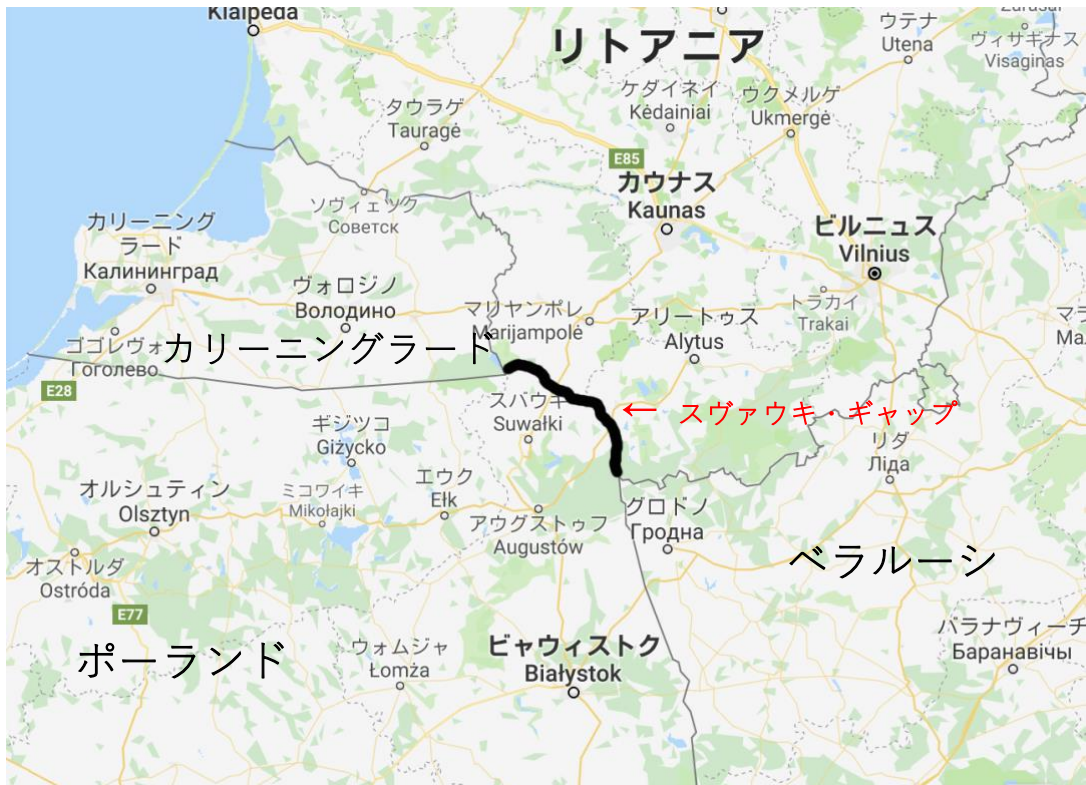 Klaipėda
リトアニア
ウテナ
Utena
Zarasai
ヴィサギナス
Visaginas
ケダイネイ
Kėdainiai
ウクメルゲ
Ukmergė
タウラゲ
Tauragė
E85
カウナス
Kaunas
ソヴィェツク
Советск
カリーニング
ラード
Калининград
ビルニュス
Vilnius
ヴォロジノ
Володино
マリヤンポレ
Marijampolė
アリートゥス
Alytus
トラカイ
Trakai
マラ
Мал
ゴゴレヴォ
Гоголево
カリーニングラード
E28
スバウキ
Suwałki
← スヴァウキ・ギャップ
ギジツコ
Giżycko
リダ
Ліда
オルシュティン
Olsztyn
ミコワイキ
Mikołajki
エウク
Ełk
アウグストゥフ
Augustów
グロドノ
Гродна
ベラルーシ
オストルダ
Ostróda
E77
ポーランド
ウォムジャ
Łomża
ビャウィストク
Białystok
バラナヴィーチ
Баранавічы